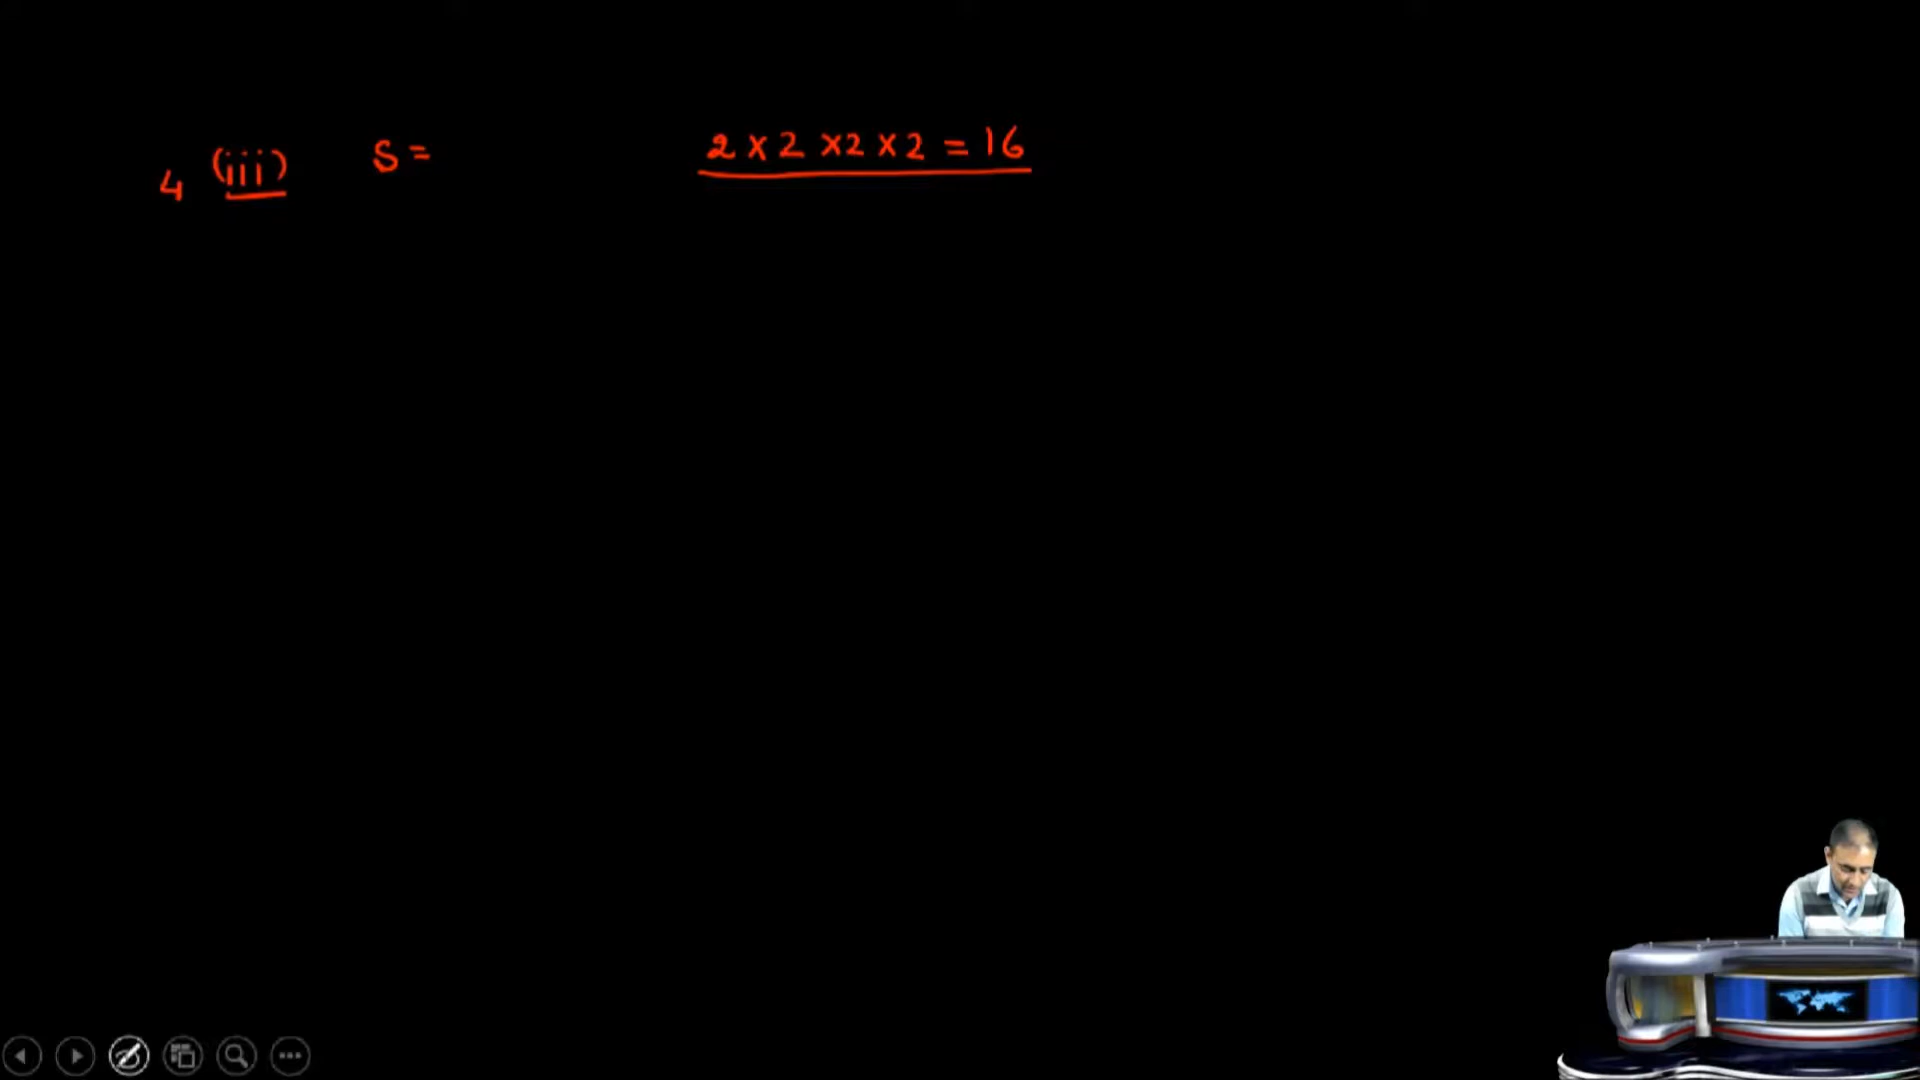 4 (iii) S = 2 × 2 × 2 × 2 = 16